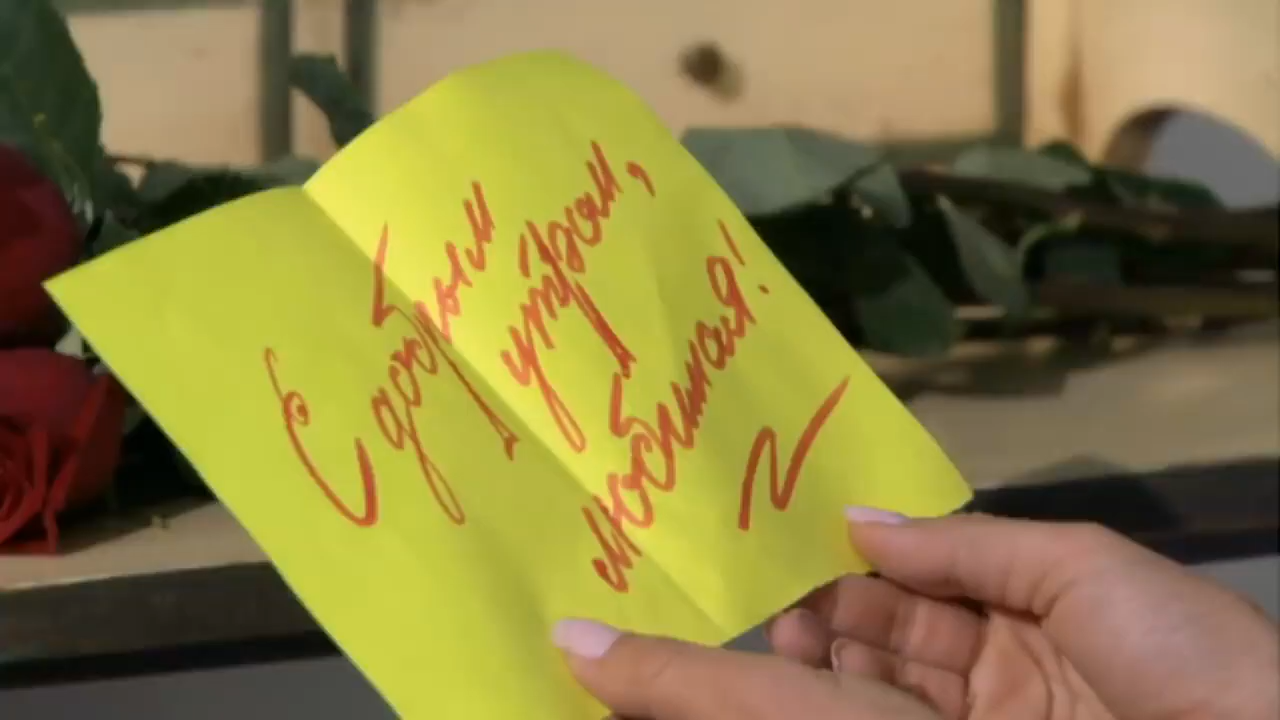 С добрым
утром,
любимая!